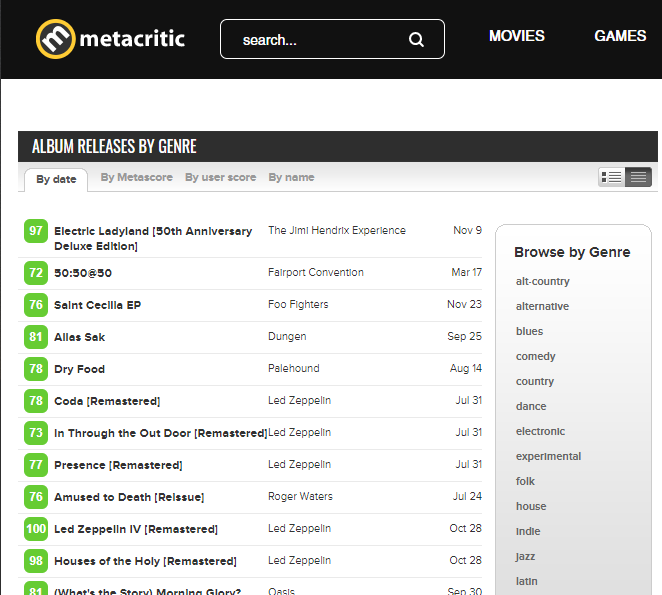 m metacritic search... MOVIES GAMES
ALBUM RELEASES BY GENRE
By date By Metascore By user score By name
97 Electric Ladyland [50th Anniversary The Jimi Hendrix Experience Nov 9
Deluxe Edition]
72 50:50@50 Fairport Convention Mar 17
76 Saint Cecilia EP Foo Fighters Nov 23
81 Allas Sak Dungen Sep 25
78 Dry Food Palehound Aug 14
78 Coda [Remastered] Led Zeppelin Jul 31
73 In Through the Out Door [Remastered] Led Zeppelin Jul 31
77 Presence [Remastered] Led Zeppelin Jul 31
76 Amused to Death [Reissue] Roger Waters Jul 24
100 Led Zeppelin IV [Remastered] Led Zeppelin Oct 28
98 Houses of the Holy [Remastered] Led Zeppelin Oct 28
81 (What's the Story) Morning Glory? Oasis Sep 30
Browse by Genre
alt-country
alternative
blues
comedy
country
dance
electronic
experimental
folk
house
indie
jazz
latin